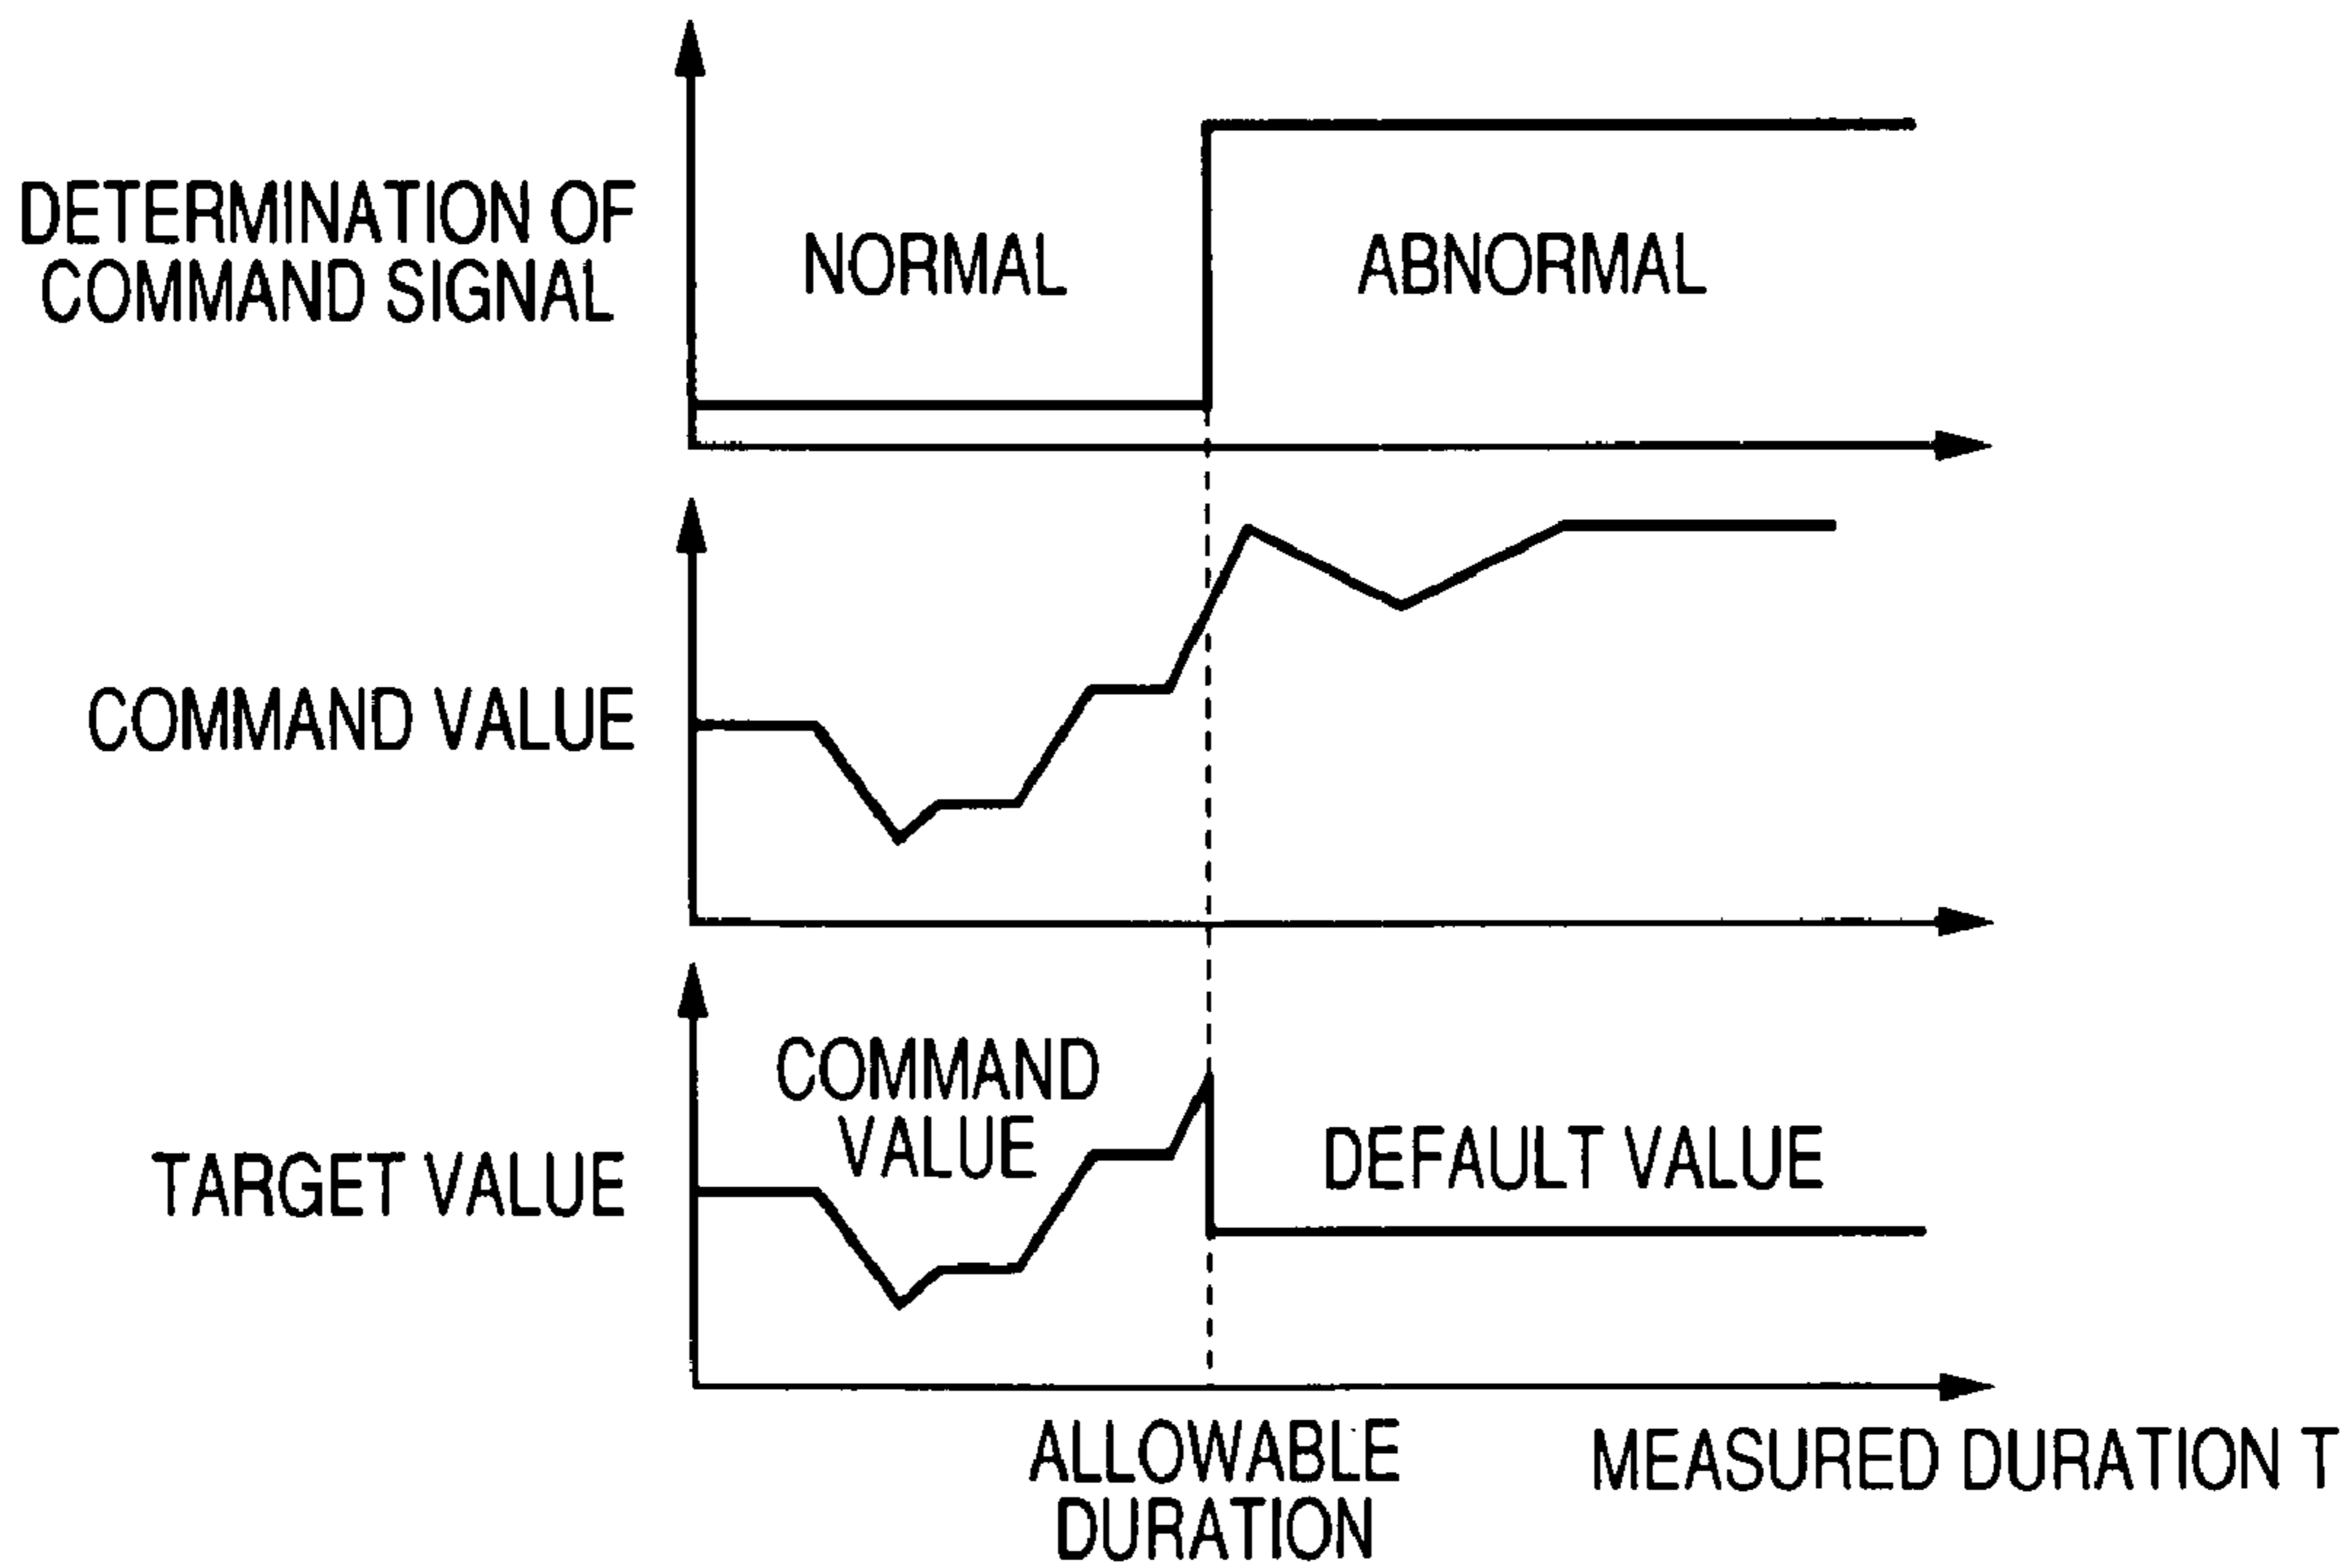 DETERMINATION OF
COMMAND SIGNAL
NORMAL
ABNORMAL
COMMAND VALUE
TARGET VALUE
COMMAND
VALUE
DEFAULT VALUE
ALLOWABLE
DURATION
MEASURED DURATION T